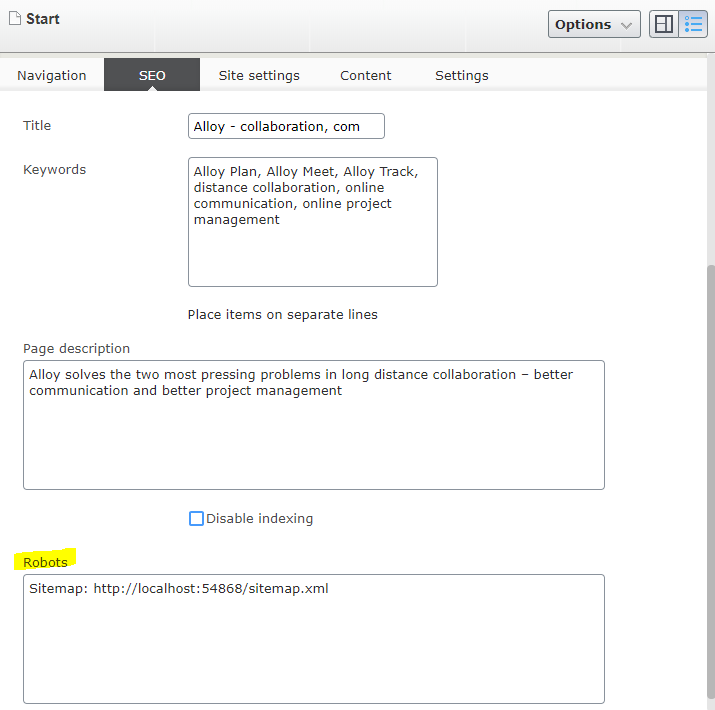 Start
Options
Navigation SEO Site settings Content Settings
Title
Alloy - collaboration, com
Keywords
Alloy Plan, Alloy Meet, Alloy Track,
distance collaboration, online
communication, online project
management
Place items on separate lines
Page description
Alloy solves the two most pressing problems in long distance collaboration – better
communication and better project management
Disable indexing
Robots
Sitemap: http://localhost:54868/sitemap.xml